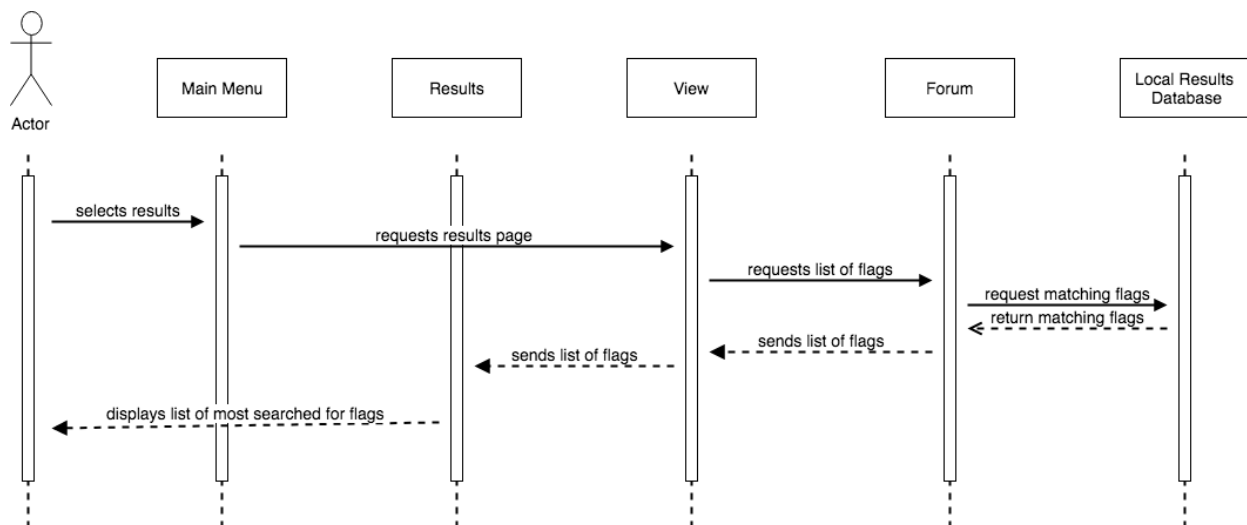 Actor
Main Menu
Results
View
Forum
Local Results
Database
selects results
requests results page
requests list of flags
request matching flags
return matching flags
sends list of flags
sends list of flags
displays list of most searched for flags